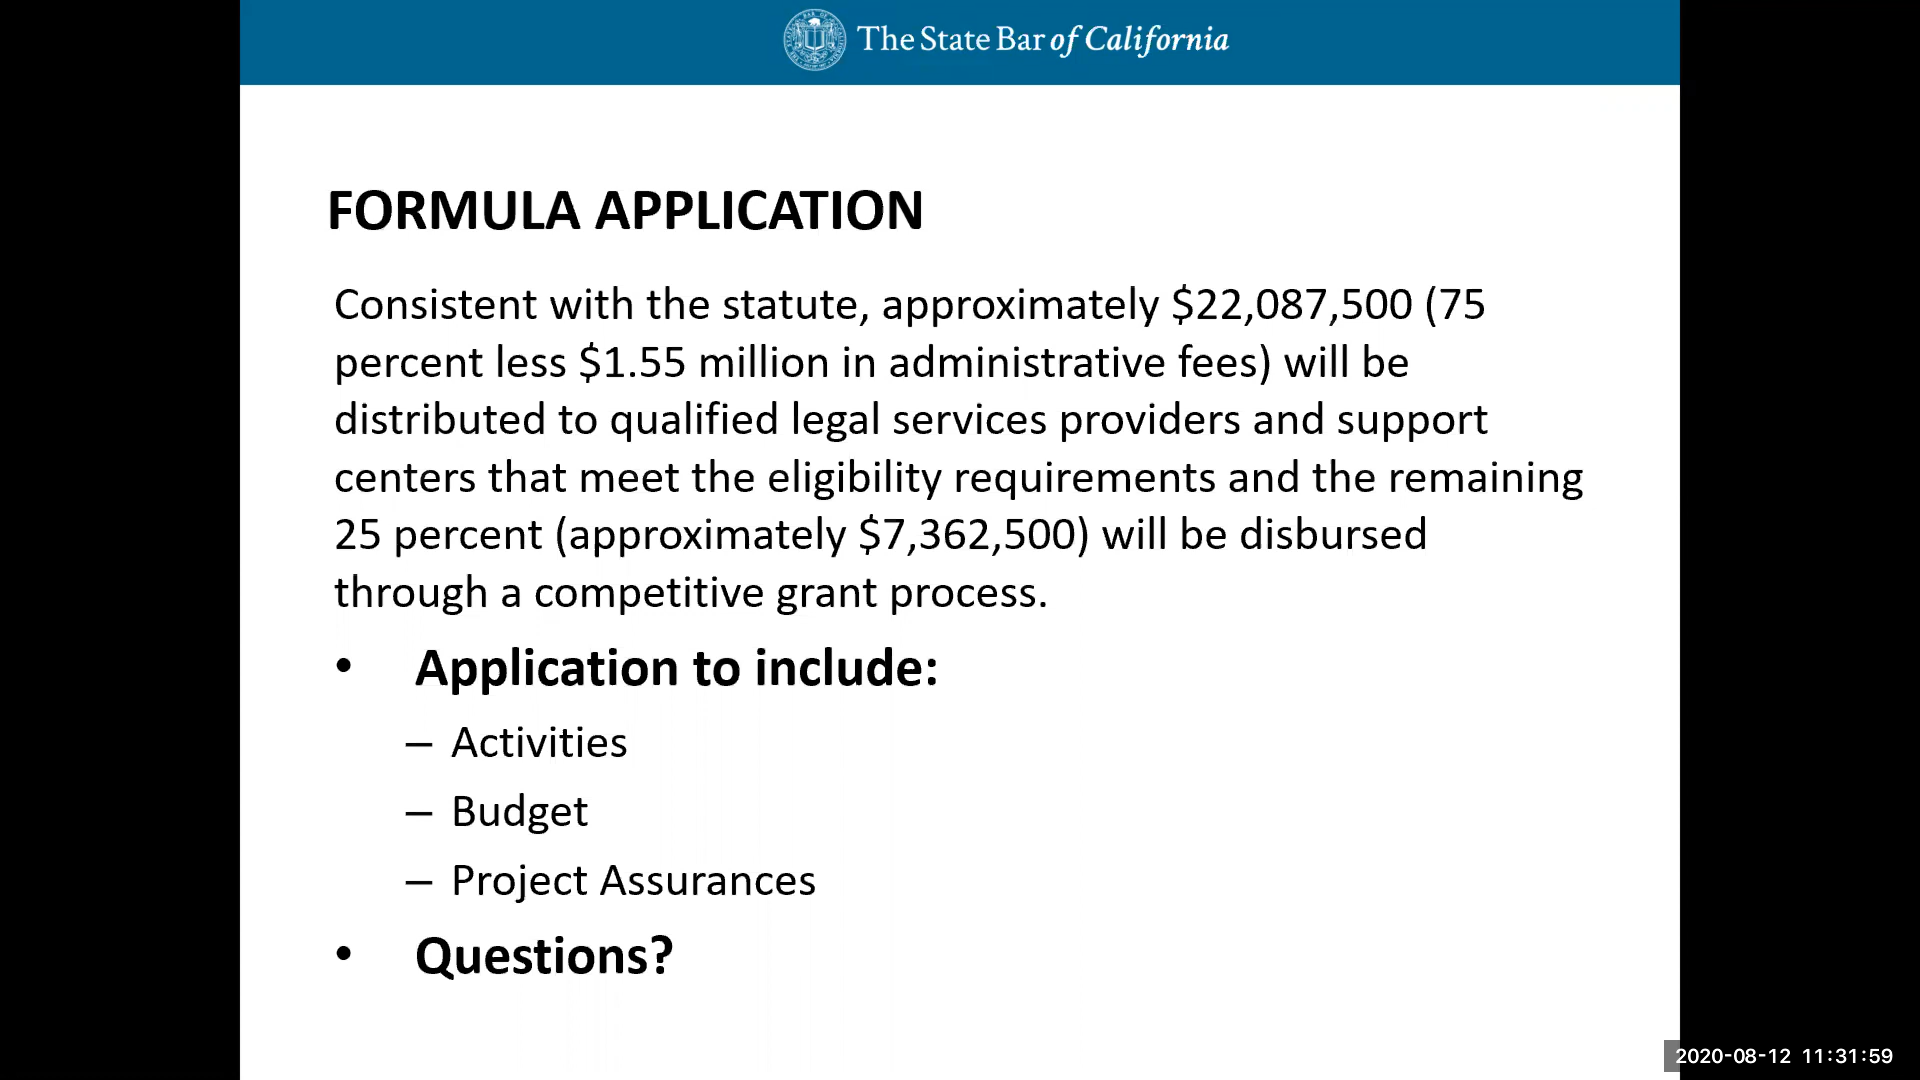 The State Bar of California
FORMULA APPLICATION
Consistent with the statute, approximately $22,087,500 (75
percent less $1.55 million in administrative fees) will be
distributed to qualified legal services providers and support
centers that meet the eligibility requirements and the remaining
25 percent (approximately $7,362,500) will be disbursed
through a competitive grant process.
• Application to include:
– Activities
– Budget
– Project Assurances
• Questions?
2020-08-12 11:31:59